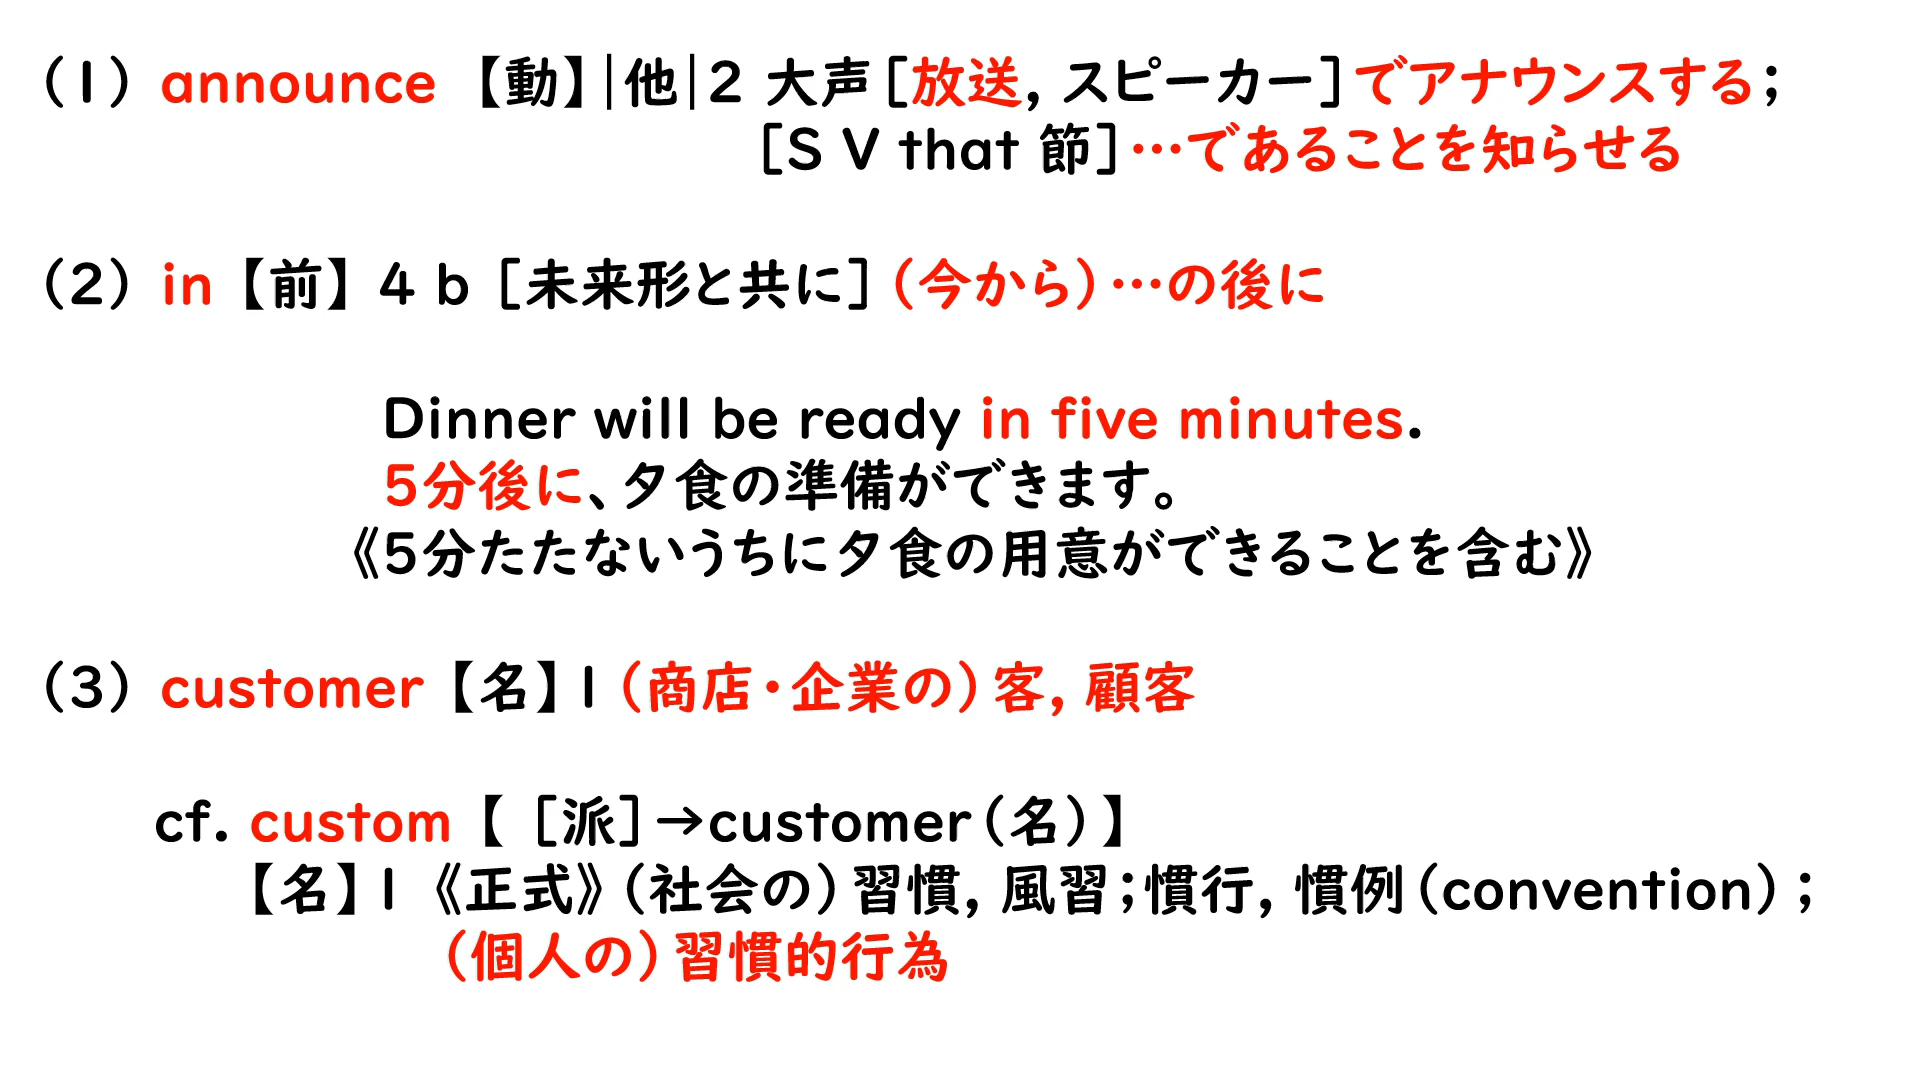 (1) announce 【動】|他|2 大声[放送, スピーカー]でアナウンスする;
[S V that 節]…であることを知らせる
(2) in【前】4 b [未来形と共に](今から)…の後に
Dinner will be ready in five minutes.
5分後に、夕食の準備ができます。
《5分たたないうちに夕食の用意ができることを含む》
(3) customer【名】1(商店・企業の)客, 顧客
cf. custom【 [派]→customer(名)】
【名】1 《正式》(社会の)習慣, 風習;慣行, 慣例(convention);
(個人の)習慣的行為